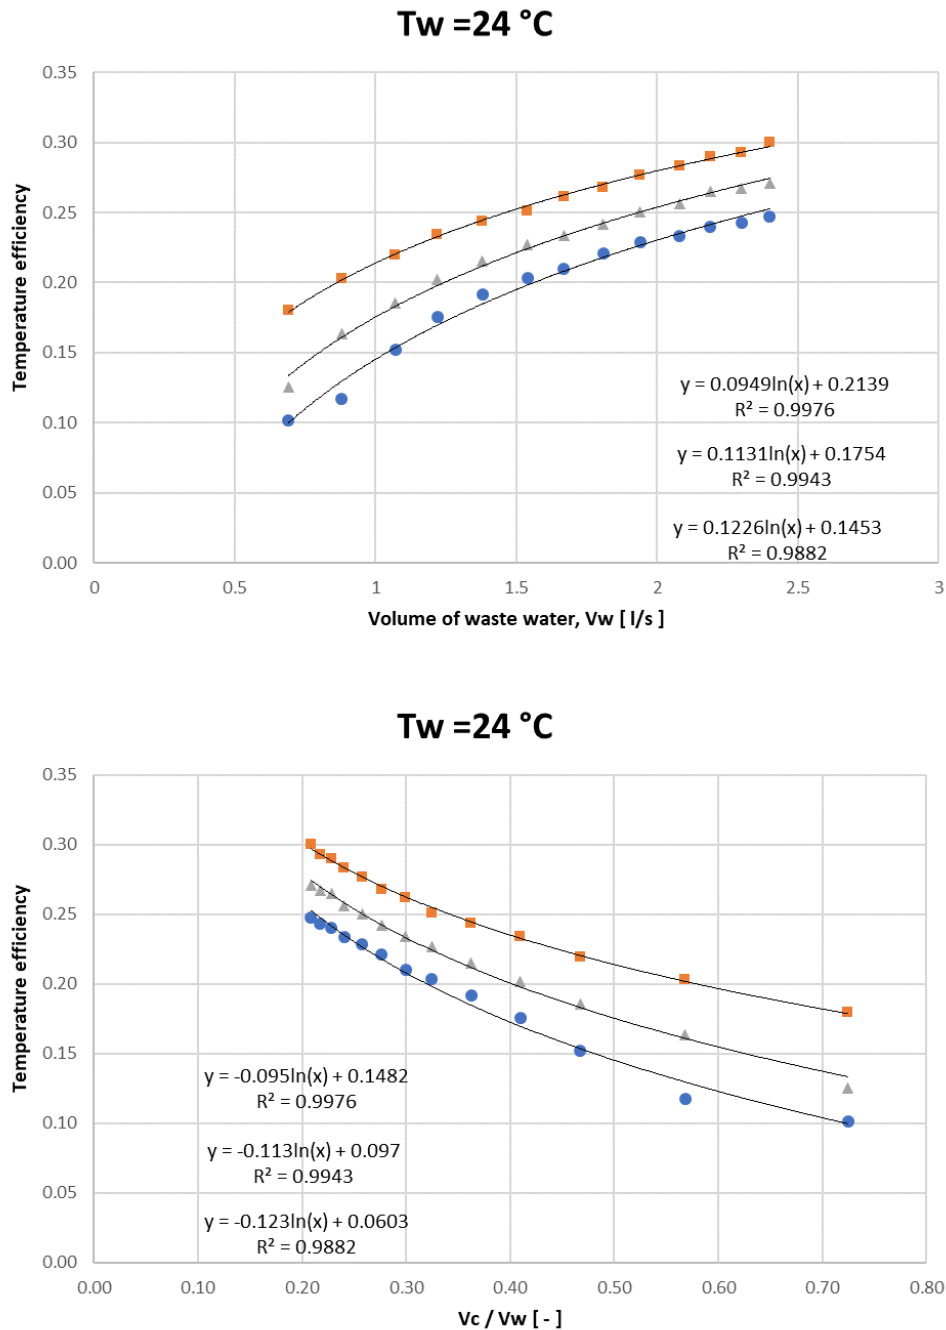 Tw =24 °C
0.35
0.30
0.25
0.20
0.15
0.10
0.05
0.00
Temperature efficiency
y = 0.0949ln(x) + 0.2139
R² = 0.9976
y = 0.1131ln(x) + 0.1754
R² = 0.9943
y = 0.1226ln(x) + 0.1453
R² = 0.9882
0 0.5 1 1.5 2 2.5 3
Volume of waste water, Vw [ l/s ]
Tw =24 °C
0.35
0.30
0.25
0.20
0.15
0.10
0.05
0.00
Temperature efficiency
y = -0.095ln(x) + 0.1482
R² = 0.9976
y = -0.113ln(x) + 0.097
R² = 0.9943
y = -0.123ln(x) + 0.0603
R² = 0.9882
0.00 0.10 0.20 0.30 0.40 0.50 0.60 0.70 0.80
Vc / Vw [ - ]